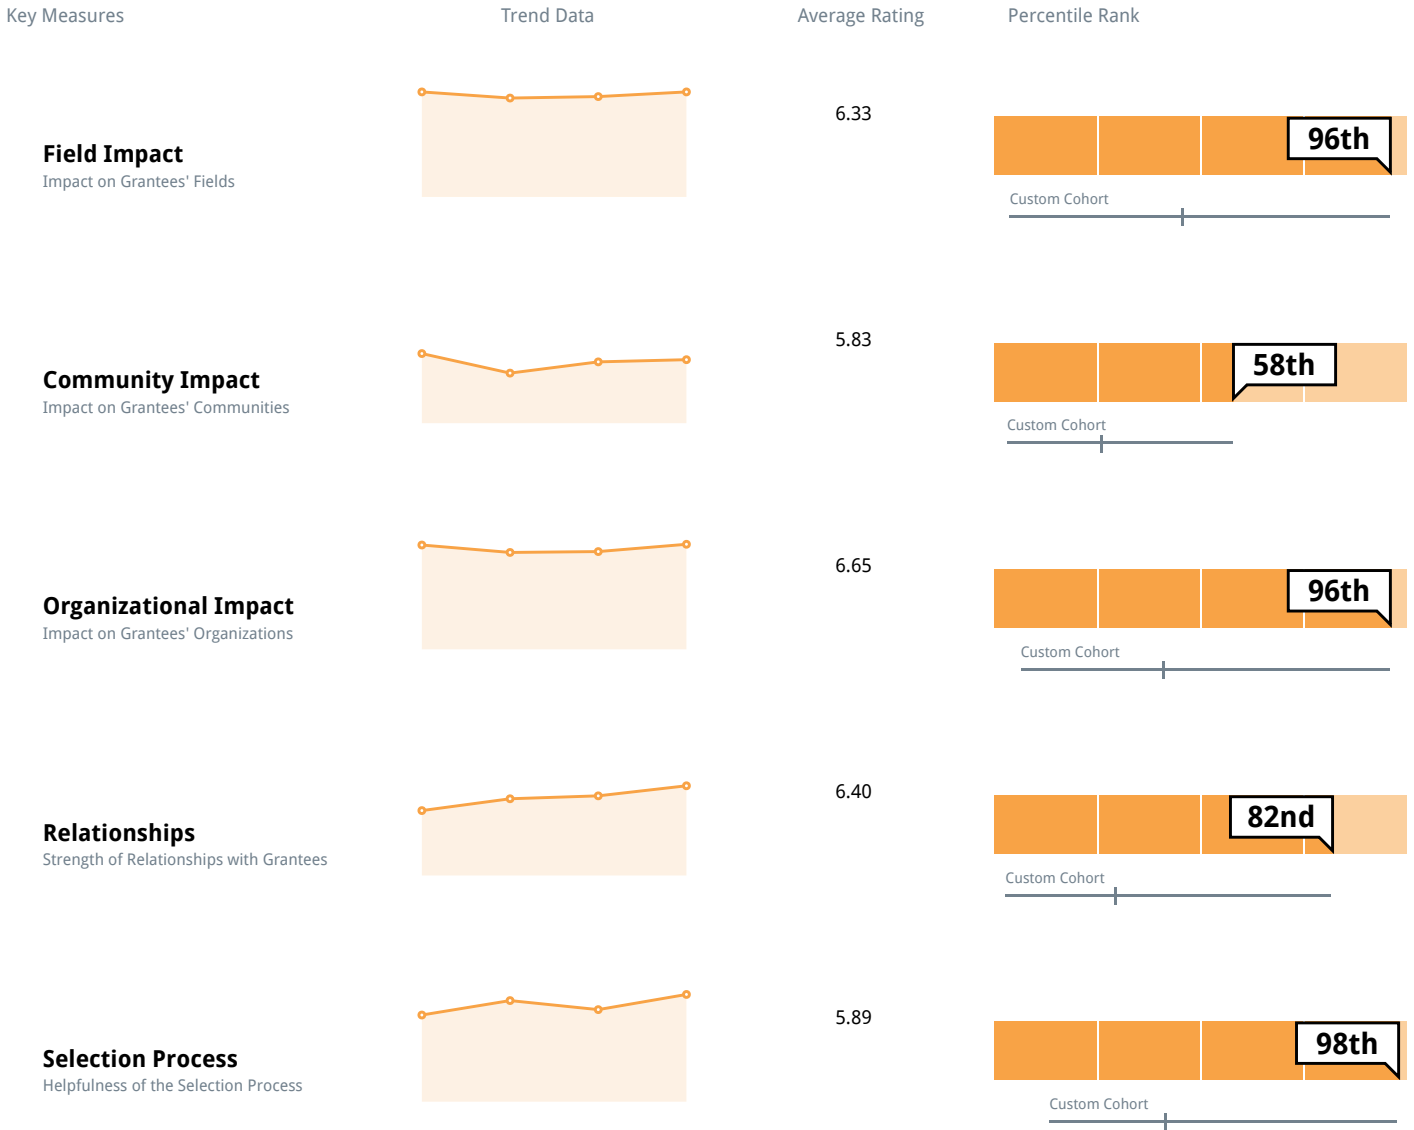 Key Measures Trend Data Average Rating Percentile Rank
6.33
96th
Field Impact
Impact on Grantees' Fields
Custom Cohort
5.83
58th
Community Impact
Impact on Grantees' Communities
Custom Cohort
6.65
96th
Organizational Impact
Impact on Grantees' Organizations
Custom Cohort
6.40
82nd
Relationships
Strength of Relationships with Grantees
Custom Cohort
5.89
98th
Selection Process
Helpfulness of the Selection Process
Custom Cohort